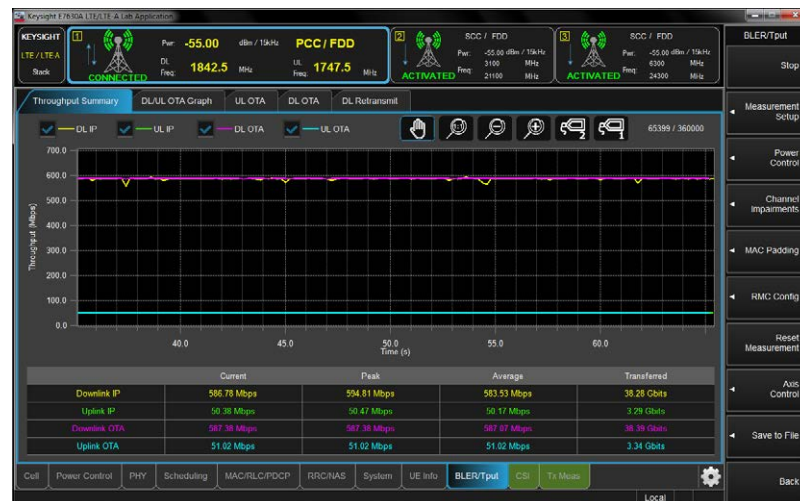 Keysight E7630A LTE/LTE-A Lab Application
KEYSIGHT
LTE / LTE A
Stack
1
CONNECTED
Pwr: -55.00 dBm / 15kHz PCC / FDD
DL Freq: 1842.5 MHz UL Freq: 1747.5 MHz
2
ACTIVATED
SCC / FDD
Pwr: -55.00 dBm / 15kHz
Freq: 3100 MHz
21100 MHz
3
ACTIVATED
SCC / FDD
Pwr: -55.00 dBm / 15kHz
Freq: 6300 MHz
24300 MHz
BLER/Tput
Stop
Measurement Setup
Power Control
Channel Impairments
MAC Padding
RMC Config
Reset Measurement
Axis Control
Save to File
Back
Throughput Summary DL/UL OTA Graph UL OTA DL OTA DL Retransmit
DL IP UL IP DL OTA UL OTA 1:1 2 1 65399 / 360000
Throughput (Mbps)
700.0
600.0
500.0
400.0
300.0
200.0
100.0
0.0
40.0 45.0 50.0 55.0 60.0
Time (s)
Current Peak Average Transferred
Downlink IP 586.78 Mbps 594.81 Mbps 583.53 Mbps 38.28 Gbits
Uplink IP 50.38 Mbps 50.47 Mbps 50.17 Mbps 3.29 Gbits
Downlink OTA 587.38 Mbps 587.38 Mbps 587.07 Mbps 38.39 Gbits
Uplink OTA 51.02 Mbps 51.02 Mbps 51.02 Mbps 3.34 Gbits
Cell Power Control PHY Scheduling MAC/RLC/PDCP RRC/NAS System UE Info BLER/Tput CSI Tx Meas
Local